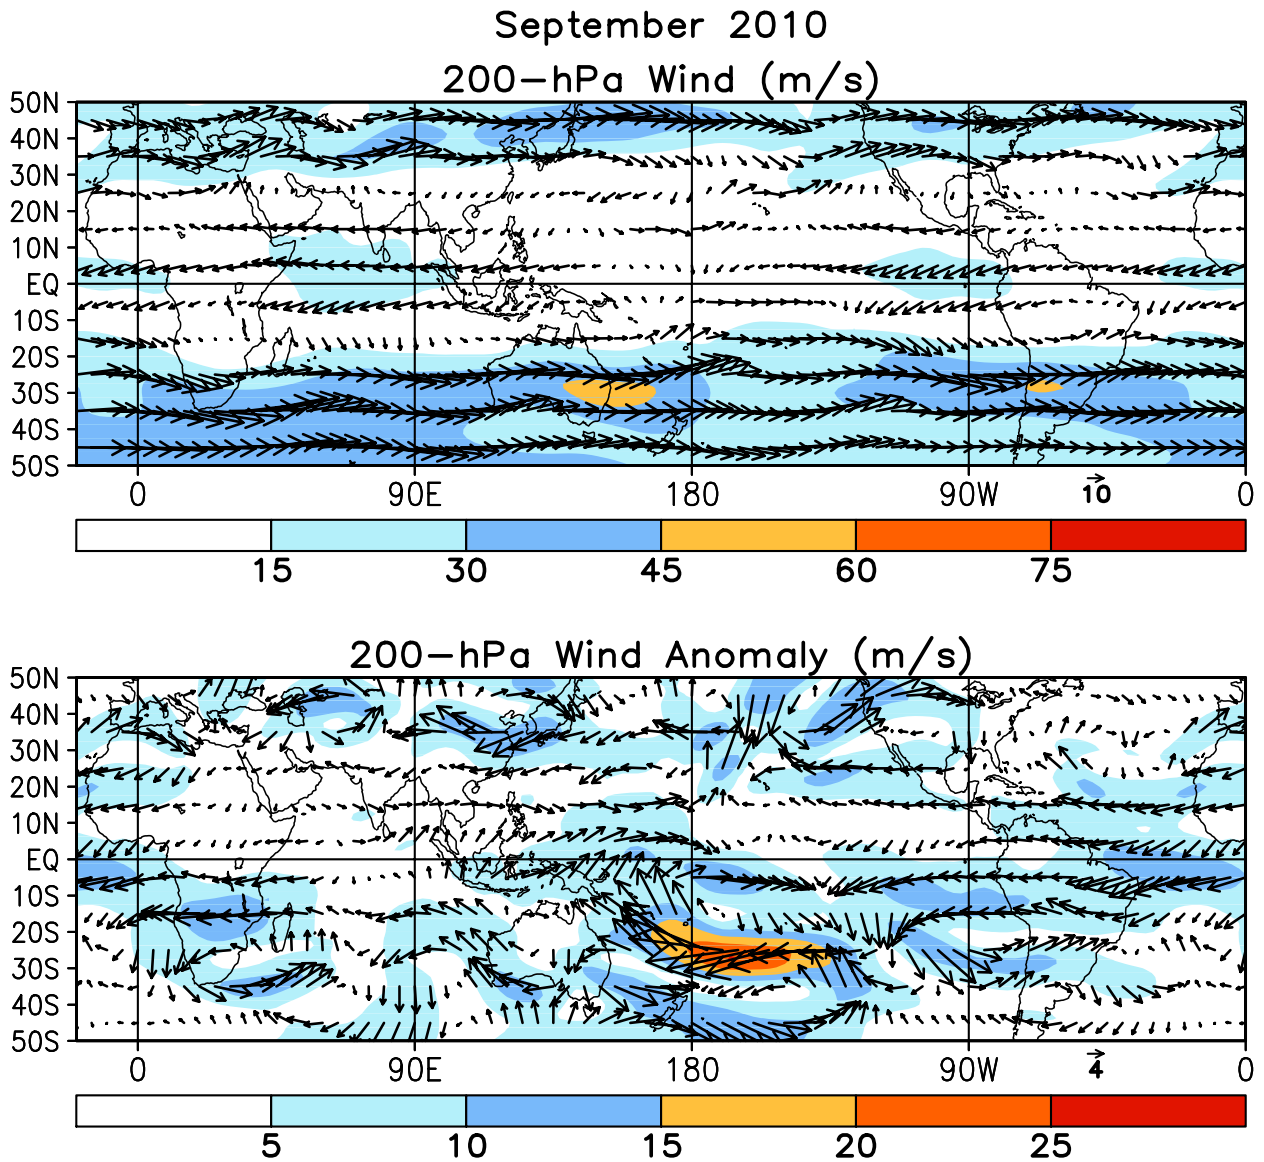 September 2010
200-hPa Wind (m/s)
50N
40N
30N
20N
10N
EQ
10S
20S
30S
40S
50S
0 90E 180 90W 10 0
15 30 45 60 75
200-hPa Wind Anomaly (m/s)
50N
40N
30N
20N
10N
EQ
10S
20S
30S
40S
50S
0 90E 180 90W 4 0
5 10 15 20 25